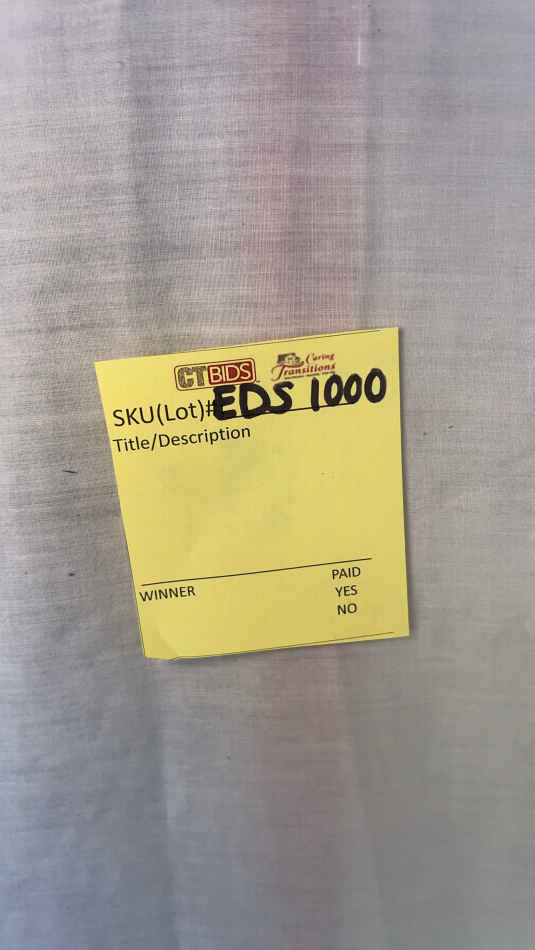 CTBIDS Caring Transitions
SKU(Lot)#EDS 1000
Title/Description
WINNER PAID
YES
NO